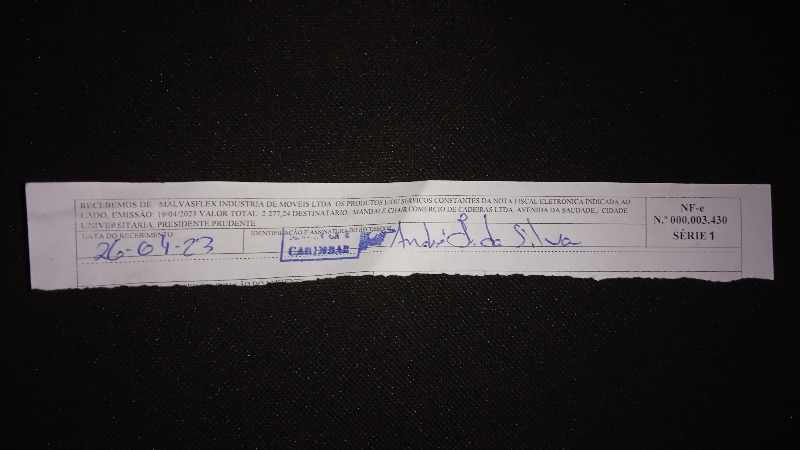 RECEBEMOS DE MALVASFLEX INDUSTRIA DE MOVEIS LTDA OS PRODUTOS E/OU SERVIÇOS CONSTANTES DA NOTA FISCAL ELETRÔNICA INDICADA AO
LADO, EMISSÃO: 19/04/2023 VALOR TOTAL: 2.277,24 DESTINATÁRIO: MANDALE CHAIR COMERCIO DE CADEIRAS LTDA. AVENIDA DA SAUDADE,, CIDADE
UNIVERSITARIA, PRESIDENTE PRUDENTE
NF-e
N.º 000.003.430
SÉRIE 1
DATA DO RECEBIMENTO
26-04-23
IDENTIFICAÇÃO E ASSINATURA DO RECEBEDOR
CARIMBAR
André da Silva